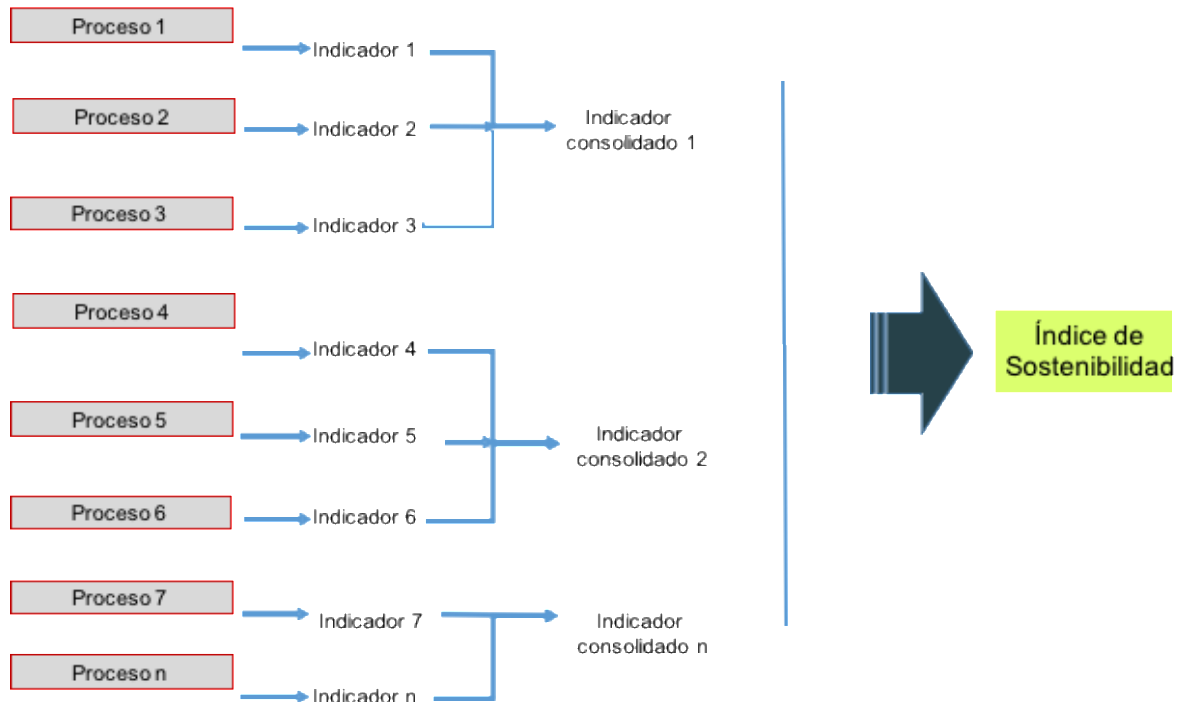 Proceso 1
Indicador 1
Proceso 2
Indicador 2
Indicador
consolidado 1
Proceso 3
Indicador 3
Proceso 4
Indicador 4
Índice de
Sostenibilidad
Proceso 5
Indicador 5
Indicador
consolidado 2
Proceso 6
Indicador 6
Proceso 7
Indicador 7
Indicador
consolidado n
Proceso n
Indicador n